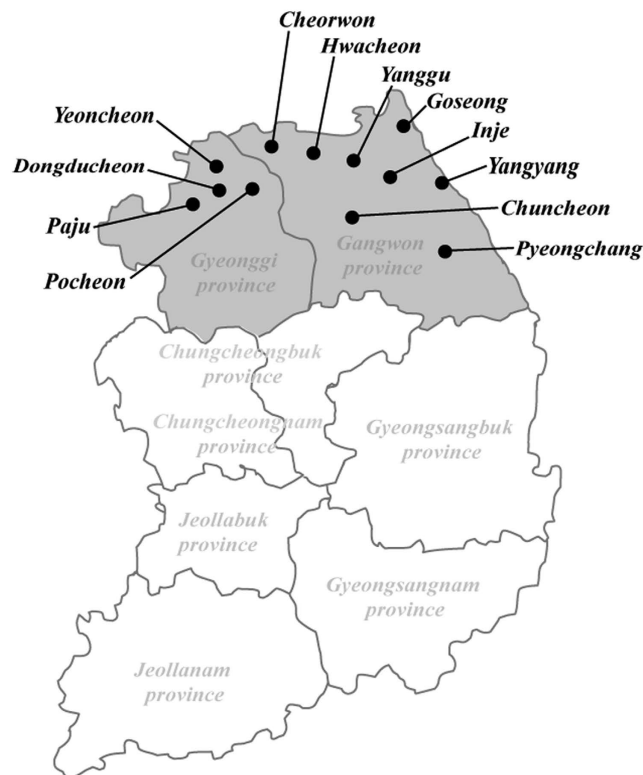 Cheorwon
Hwacheon
Yanggu
Goseong
Yeoncheon
Inje
Dongducheon
Yangyang
Chuncheon
Paju
Pyeongchang
Pocheon
Gyeonggi
province
Gangwon
province
Chungcheongbuk
province
Chungcheongnam
province
Gyeongsangbuk
province
Jeollabuk
province
Gyeongsangnam
province
Jeollanam
province